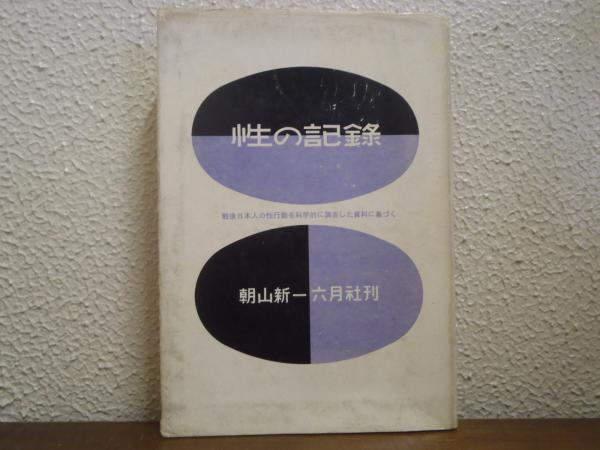 性の記錄
戦後日本人の性行動を科学的に調査した資料に基づく
朝山新一 六月社刊